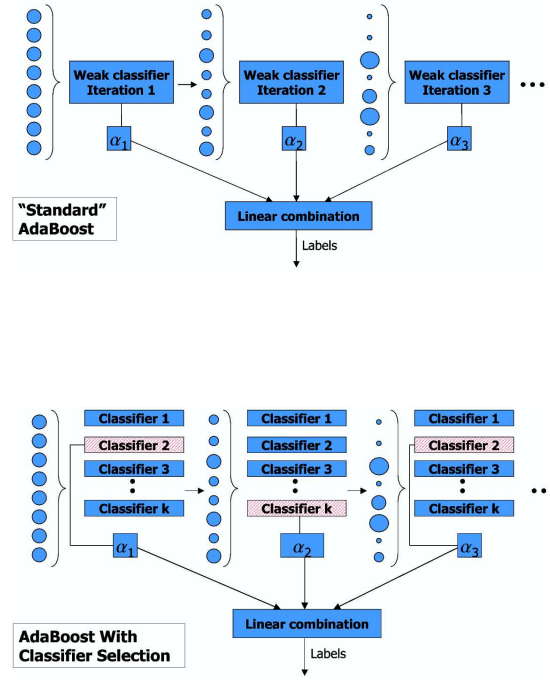 Weak classifier
Iteration 1
Weak classifier
Iteration 2
Weak classifier
Iteration 3
α1
α2
α3
Linear combination
"Standard"
AdaBoost
Labels
Classifier 1
Classifier 2
Classifier 3
Classifier k
α1
Classifier 1
Classifier 2
Classifier 3
Classifier k
α2
Classifier 1
Classifier 2
Classifier 3
Classifier k
α3
Linear combination
AdaBoost With
Classifier Selection
Labels